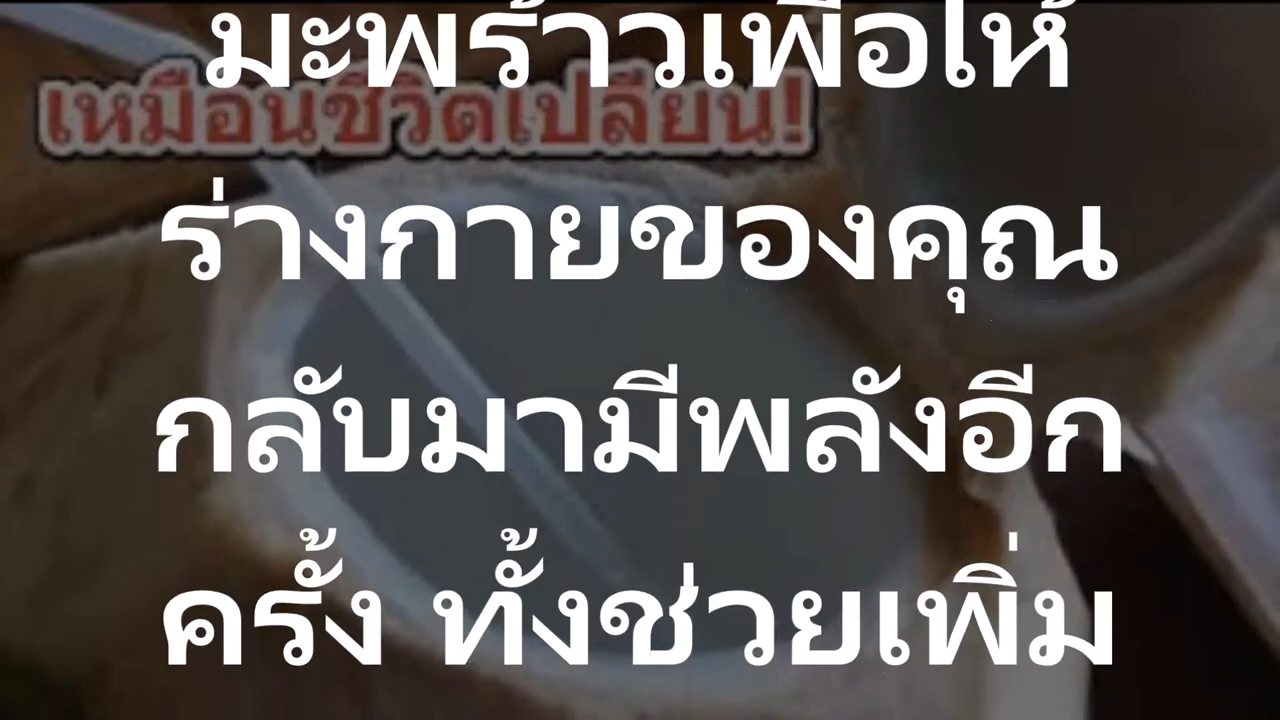 มะพร้าวเพื่อให้
เหมือนชีวิตเปลี่ยน!
ร่างกายของคุณ
กลับมามีพลังอีก
ครั้ง ทั้งช่วยเพิ่ม